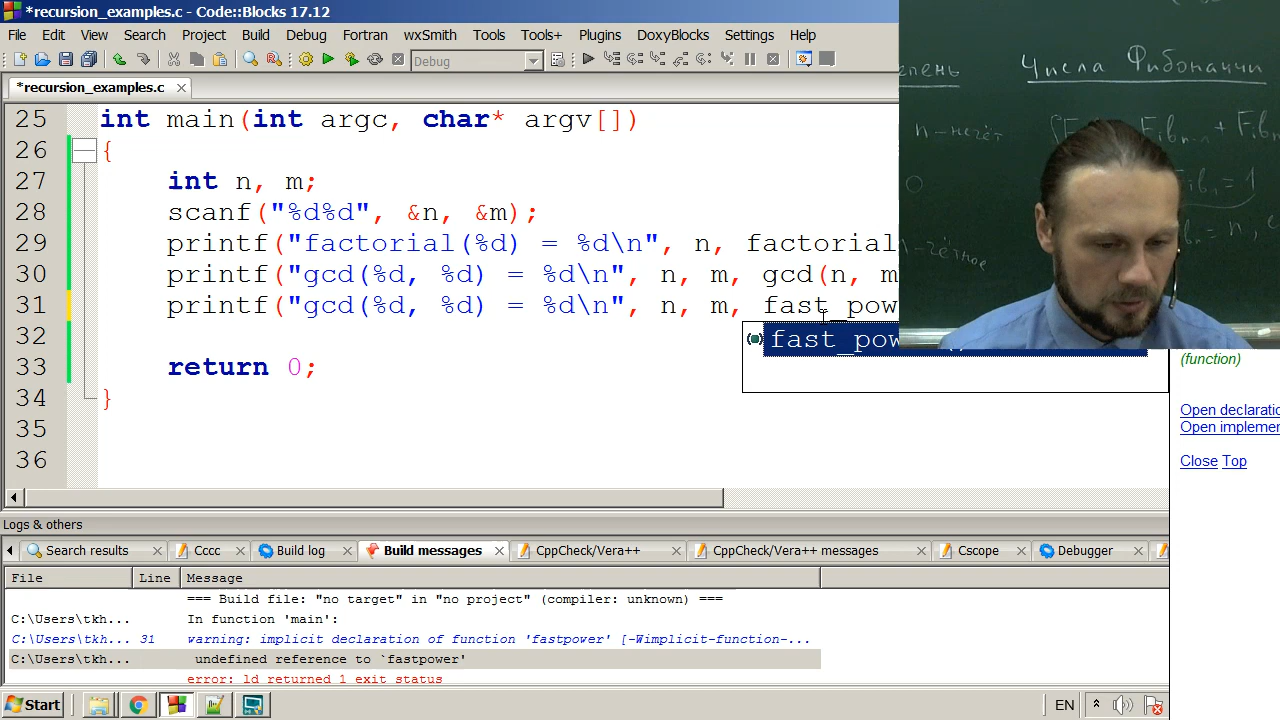 *recursion_examples.c - Code::Blocks 17.12
File Edit View Search Project Build Debug Fortran wxSmith Tools Tools+ Plugins DoxyBlocks Settings Help
Debug
*recursion_examples.c
25 int main(int argc, char* argv[])
26 {
27 int n, m;
28 scanf("%d%d", &n, &m);
29 printf("factorial(%d) = %d\n", n, factorial
30 printf("gcd(%d, %d) = %d\n", n, m, gcd(n, m
31 printf("gcd(%d, %d) = %d\n", n, m, fast_pow
fast_pow
32
33 return 0;
34 }
35
36
Числа Фибоначчи
n - нечёт
(function)
Open declaratio
Open implemen
Close Top
Logs & others
Search results Cccc Build log Build messages CppCheck/Vera++ CppCheck/Vera++ messages Cscope Debugger
File Line Message
=== Build file: "no target" in "no project" (compiler: unknown) ===
C:\Users\tkh... In function 'main':
C:\Users\tkh... 31 warning: implicit declaration of function 'fastpower' [-Wimplicit-function-...
C:\Users\tkh... undefined reference to `fastpower'
error: ld returned 1 exit status
Start EN